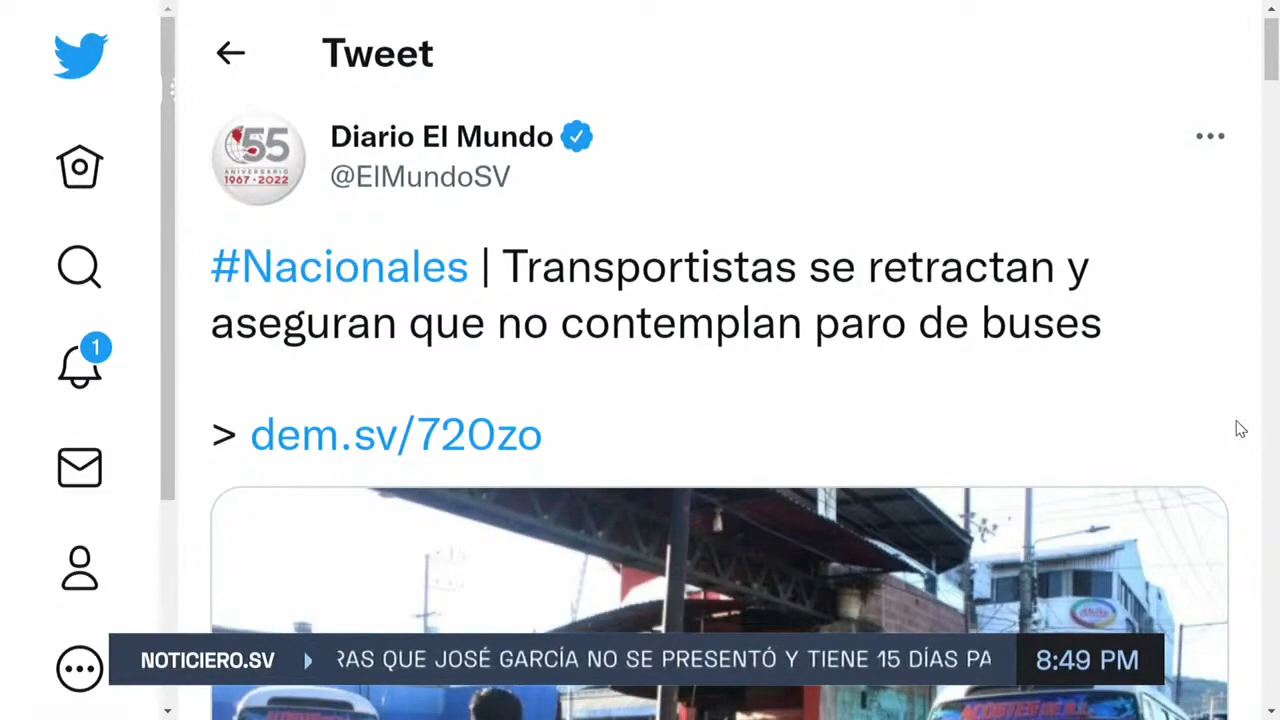 Tweet
55
ANIVERSARIO
1967-2022
Diario El Mundo
@ElMundoSV
#Nacionales | Transportistas se retractan y
aseguran que no contemplan paro de buses
> dem.sv/720zo
1
NOTICIERO.SV
RAS QUE JOSÉ GARCÍA NO SE PRESENTÓ Y TIENE 15 DÍAS PA
8:49 PM